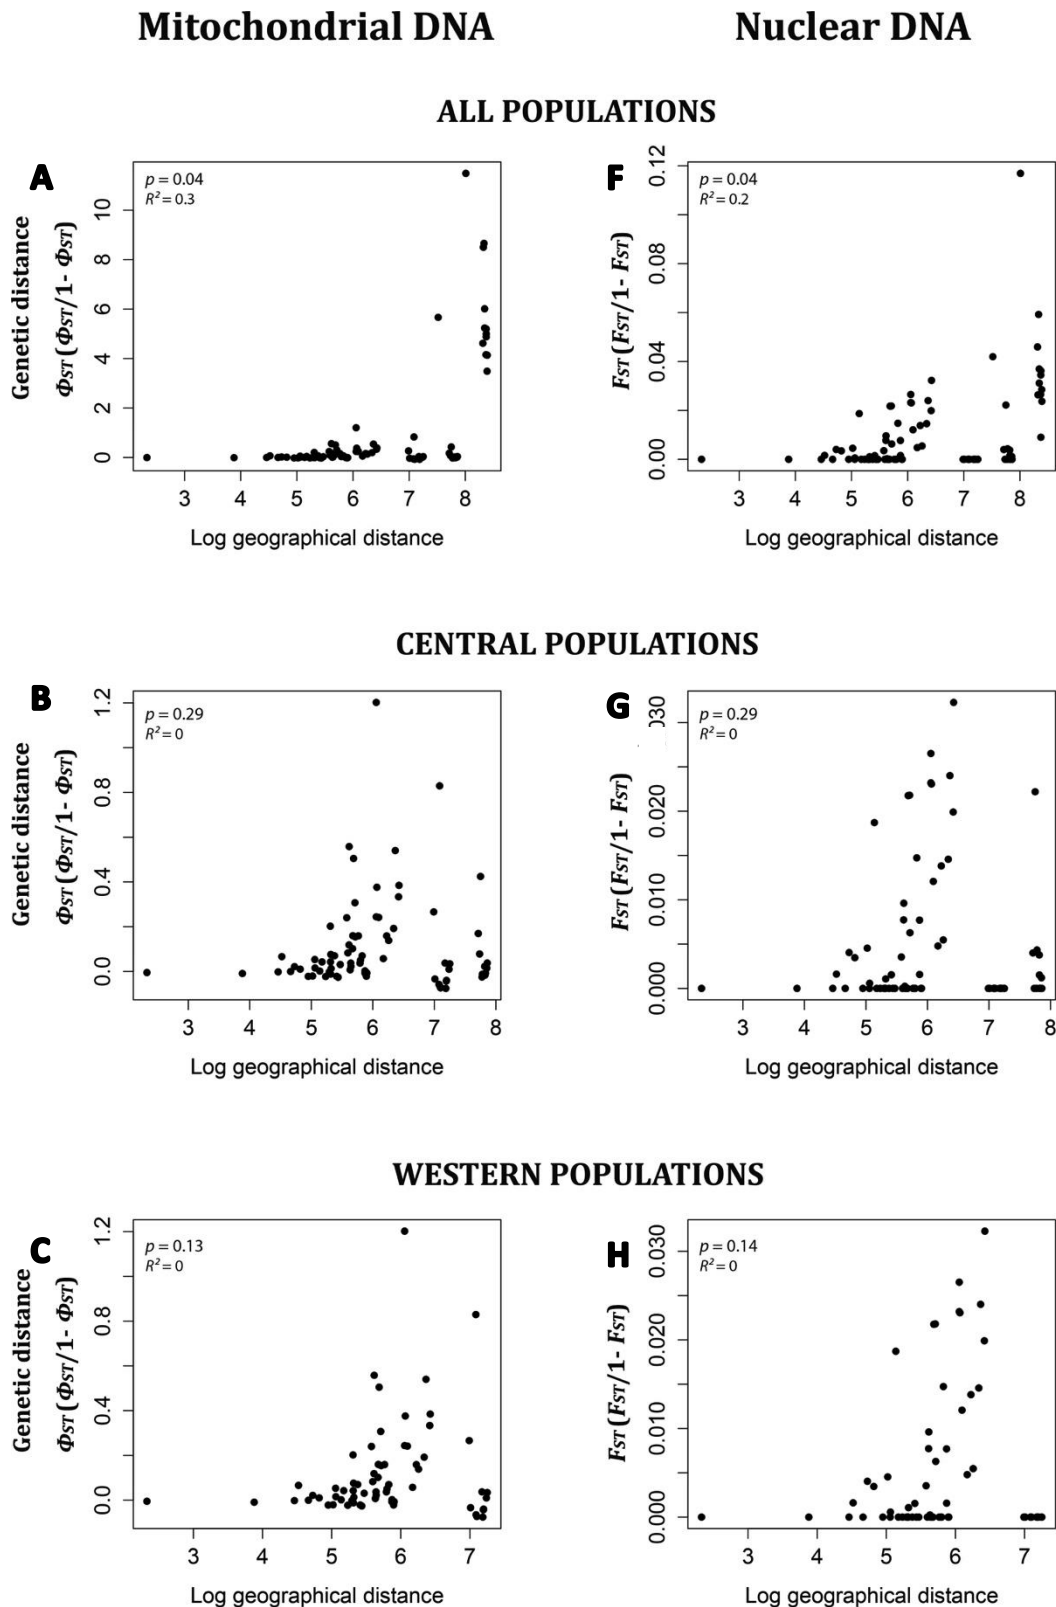 Mitochondrial DNA
Nuclear DNA
ALL POPULATIONS
A
p = 0.04
R² = 0.3
Genetic distance
ΦST (ΦST/1- ΦST)
0
2
4
6
8
10
3 4 5 6 7 8
Log geographical distance
F
p = 0.04
R² = 0.2
FST (FST/1- FST)
0.00
0.04
0.08
0.12
3 4 5 6 7 8
Log geographical distance
CENTRAL POPULATIONS
B
p = 0.29
R² = 0
Genetic distance
ΦST (ΦST/1- ΦST)
0.0
0.4
0.8
1.2
3 4 5 6 7 8
Log geographical distance
G
p = 0.29
R² = 0
FST (FST/1- FST)
0.000
0.010
0.020
30
3 4 5 6 7 8
Log geographical distance
WESTERN POPULATIONS
C
p = 0.13
R² = 0
Genetic distance
ΦST (ΦST/1- ΦST)
0.0
0.4
0.8
1.2
3 4 5 6 7
Log geographical distance
H
p = 0.14
R² = 0
FST (FST/1- FST)
0.000
0.010
0.020
0.030
3 4 5 6 7
Log geographical distance